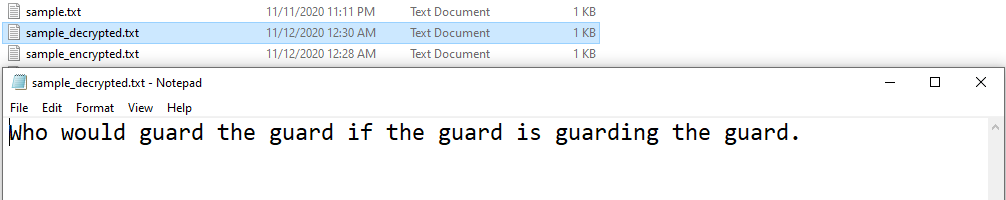 sample.txt 11/11/2020 11:11 PM Text Document 1 KB
sample_decrypted.txt 11/12/2020 12:30 AM Text Document 1 KB
sample_encrypted.txt 11/12/2020 12:28 AM Text Document 1 KB
sample_decrypted.txt - Notepad
File Edit Format View Help
Who would guard the guard if the guard is guarding the guard.